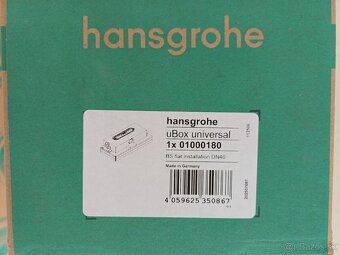 hansgrohe
hansgrohe
uBox universal
1x 01000180
BS flat installation DN40
Made in Germany
4 059625 350867